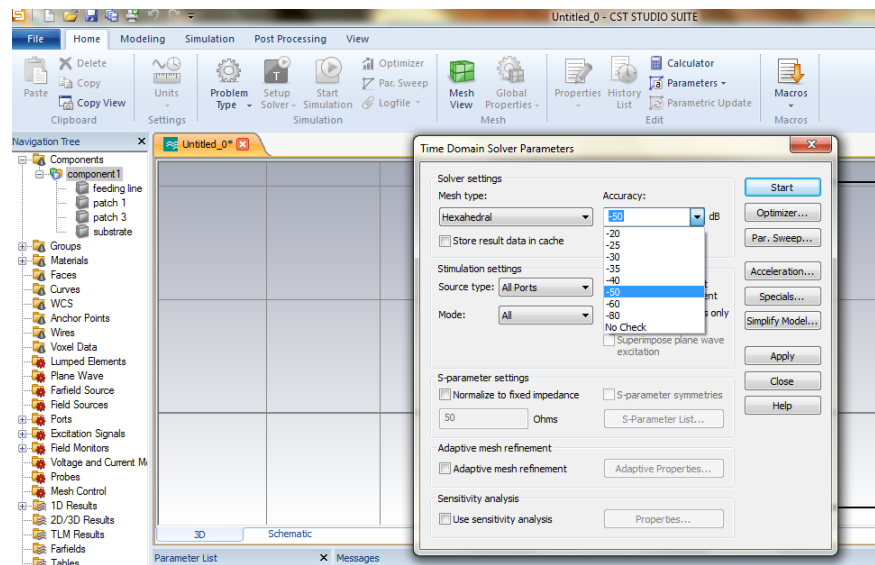 Untitled_0 - CST STUDIO SUITE
File Home Modeling Simulation Post Processing View
Paste
Delete
Copy
Copy View
Clipboard
Units
Settings
Problem Type
Setup Solver
Start Simulation
Optimizer
Par. Sweep
Logfile
Simulation
Mesh View
Global Properties
Mesh
Properties
History List
Calculator
Parameters
Parametric Update
Edit
Macros
Macros
Navigation Tree
Components
component1
feeding line
patch 1
patch 3
substrate
Groups
Materials
Faces
Curves
WCS
Anchor Points
Wires
Voxel Data
Lumped Elements
Plane Wave
Farfield Source
Field Sources
Ports
Excitation Signals
Field Monitors
Voltage and Current M
Probes
Mesh Control
1D Results
2D/3D Results
TLM Results
Farfields
Tables
Untitled_0*
3D Schematic
Parameter List
Messages
Time Domain Solver Parameters
Solver settings
Mesh type:
Hexahedral
Store result data in cache
Accuracy:
-50 dB
-20
-25
-30
-35
-40
-50
-60
-80
No Check
Stimulation settings
Source type: All Ports
Mode: All
ent
s only
Superimpose plane wave
excitation
S-parameter settings
Normalize to fixed impedance
50 Ohms
S-parameter symmetries
S-Parameter List...
Adaptive mesh refinement
Adaptive mesh refinement
Adaptive Properties...
Sensitivity analysis
Use sensitivity analysis
Properties...
Start
Optimizer...
Par. Sweep...
Acceleration...
Specials...
Simplify Model...
Apply
Close
Help